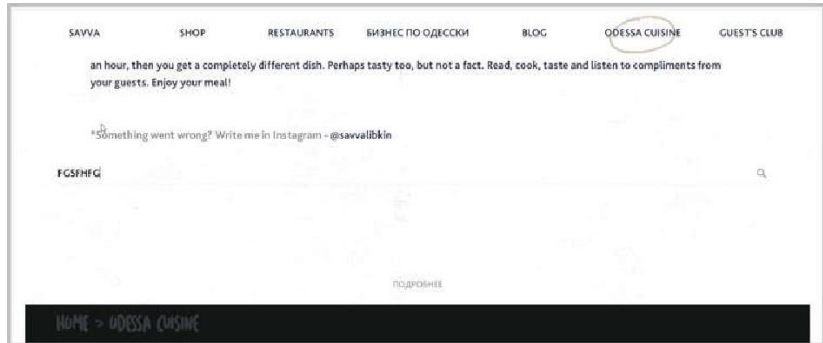 SAVVA SHOP RESTAURANTS БИЗНЕС ПО ОДЕССКИ BLOG ODESSA CUISINE GUEST'S CLUB
an hour, then you get a completely different dish. Perhaps tasty too, but not a fact. Read, cook, taste and listen to compliments from
your guests. Enjoy your meal!
*Something went wrong? Write me in Instagram - @savvalibkin
FGSFHFG
ПОДРОБНЕЕ
HOME > ODESSA CUISINE